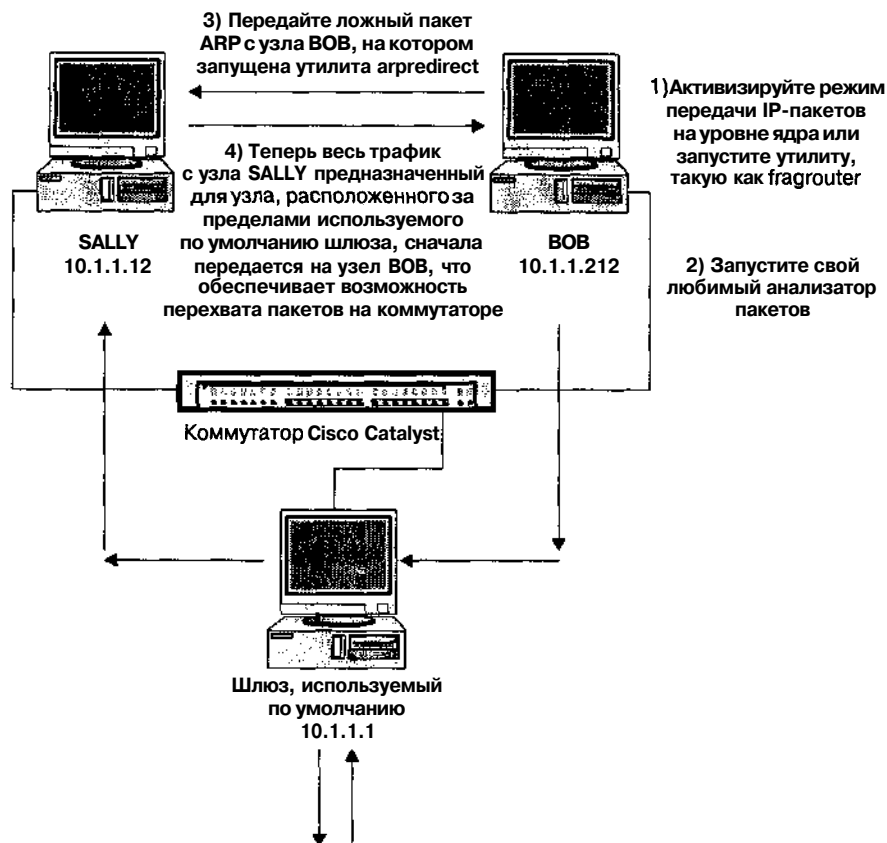 3) Передайте ложный пакет
ARP с узла BOB, на котором
запущена утилита arpredirect
1)Активизируйте режим
передачи IP-пакетов
на уровне ядра или
запустите утилиту,
такую как fragrouter
4) Теперь весь трафик
с узла SALLY предназначенный
для узла, расположенного за
пределами используемого
по умолчанию шлюза, сначала
передается на узел BOB, что
обеспечивает возможность
перехвата пакетов на коммутаторе
SALLY
10.1.1.12
BOB
10.1.1.212
2) Запустите свой
любимый анализатор
пакетов
Коммутатор Cisco Catalyst
Шлюз, используемый
по умолчанию
10.1.1.1